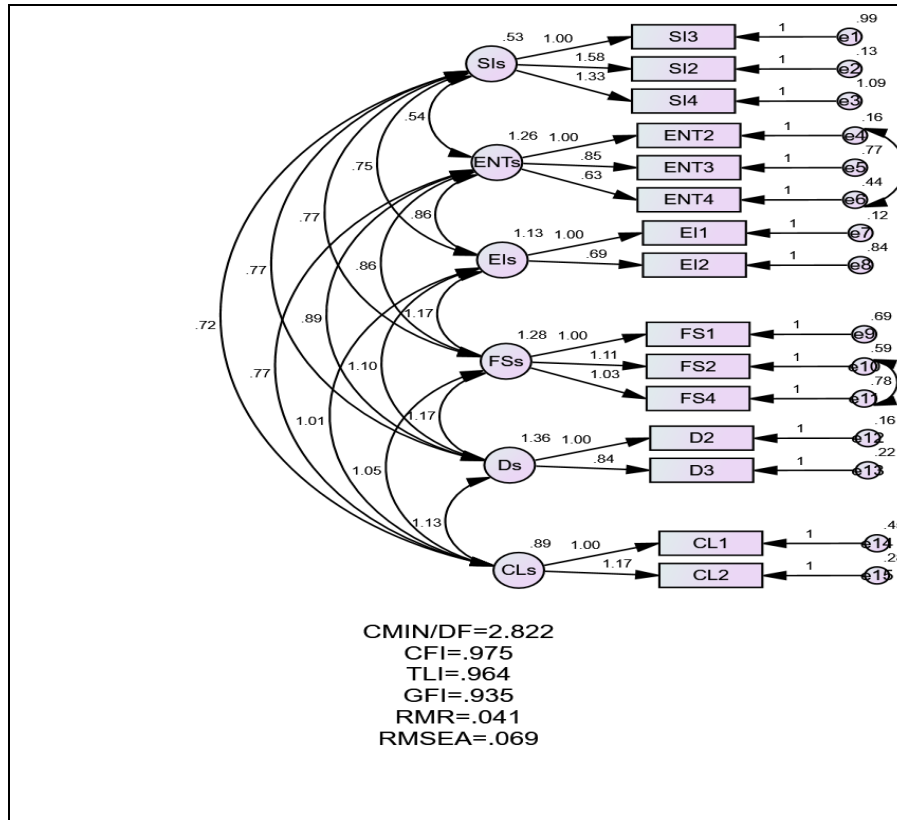 .99
.53 1.00 SI3 1 e1
.13
SIs 1.58 SI2 1 e2
1.09
1.33 SI4 1 e3
.54 .16
1.26 1.00 ENT2 1 e4
.77
.75 ENTs .85 ENT3 1 e5
.44
.63 ENT4 1 e6
.77 .86 .12
1.13 1.00 EI1 1 e7
.84
EIs .69 EI2 1 e8
.77 .86
.89 1.17 .69
.72 1.28 1.00 FS1 1 e9
.59
FSs 1.11 FS2 1 e10
.78
.77 1.10 1.03 FS4 1 e11
1.01 1.17 .16
1.36 1.00 D2 1 e12
.22
1.05 Ds .84 D3 1 e13
1.13
.89 1.00 CL1 1 e14
CLs 1.17 CL2 1 e15
CMIN/DF=2.822
CFI=.975
TLI=.964
GFI=.935
RMR=.041
RMSEA=.069